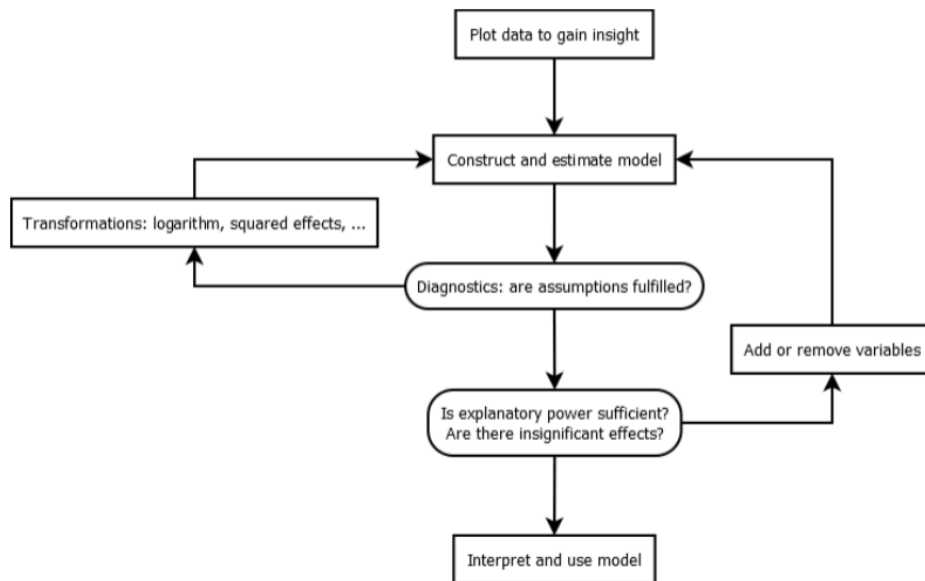 Plot data to gain insight
Construct and estimate model
Transformations: logarithm, squared effects, ...
Diagnostics: are assumptions fulfilled?
Add or remove variables
Is explanatory power sufficient?
Are there insignificant effects?
Interpret and use model